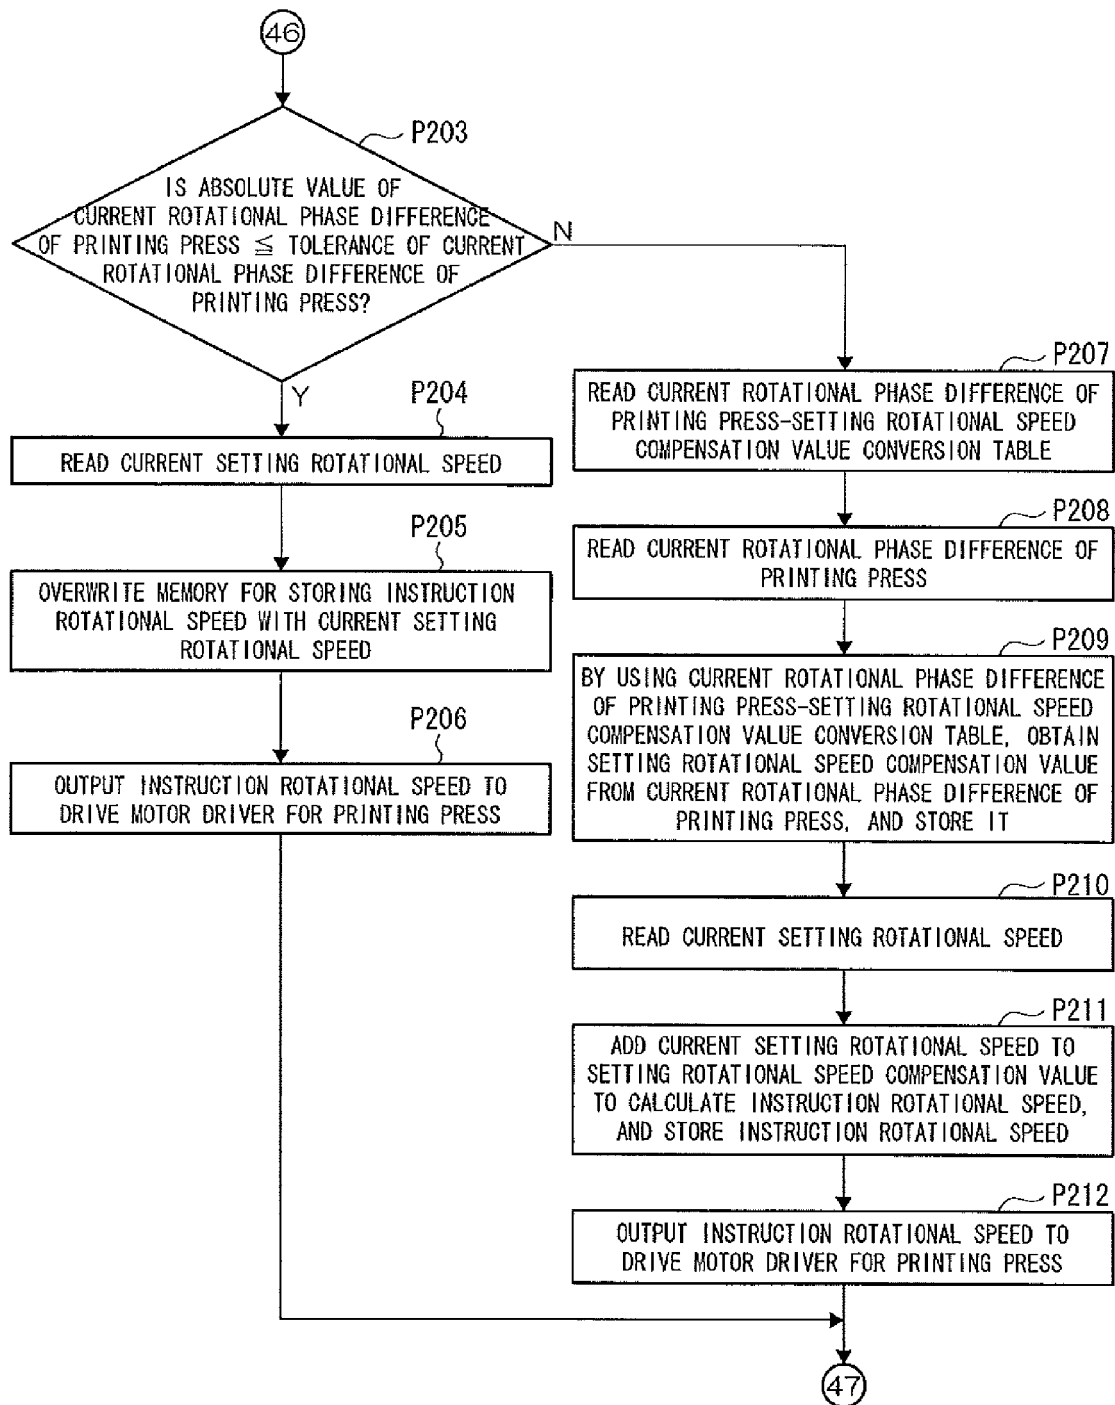 46
P203
IS ABSOLUTE VALUE OF
CURRENT ROTATIONAL PHASE DIFFERENCE
OF PRINTING PRESS ≦ TOLERANCE OF CURRENT
ROTATIONAL PHASE DIFFERENCE OF
PRINTING PRESS?
N
Y
P204
READ CURRENT SETTING ROTATIONAL SPEED
P205
OVERWRITE MEMORY FOR STORING INSTRUCTION
ROTATIONAL SPEED WITH CURRENT SETTING
ROTATIONAL SPEED
P206
OUTPUT INSTRUCTION ROTATIONAL SPEED TO
DRIVE MOTOR DRIVER FOR PRINTING PRESS
P207
READ CURRENT ROTATIONAL PHASE DIFFERENCE OF
PRINTING PRESS-SETTING ROTATIONAL SPEED
COMPENSATION VALUE CONVERSION TABLE
P208
READ CURRENT ROTATIONAL PHASE DIFFERENCE OF
PRINTING PRESS
P209
BY USING CURRENT ROTATIONAL PHASE DIFFERENCE
OF PRINTING PRESS-SETTING ROTATIONAL SPEED
COMPENSATION VALUE CONVERSION TABLE, OBTAIN
SETTING ROTATIONAL SPEED COMPENSATION VALUE
FROM CURRENT ROTATIONAL PHASE DIFFERENCE OF
PRINTING PRESS, AND STORE IT
P210
READ CURRENT SETTING ROTATIONAL SPEED
P211
ADD CURRENT SETTING ROTATIONAL SPEED TO
SETTING ROTATIONAL SPEED COMPENSATION VALUE
TO CALCULATE INSTRUCTION ROTATIONAL SPEED,
AND STORE INSTRUCTION ROTATIONAL SPEED
P212
OUTPUT INSTRUCTION ROTATIONAL SPEED TO
DRIVE MOTOR DRIVER FOR PRINTING PRESS
47